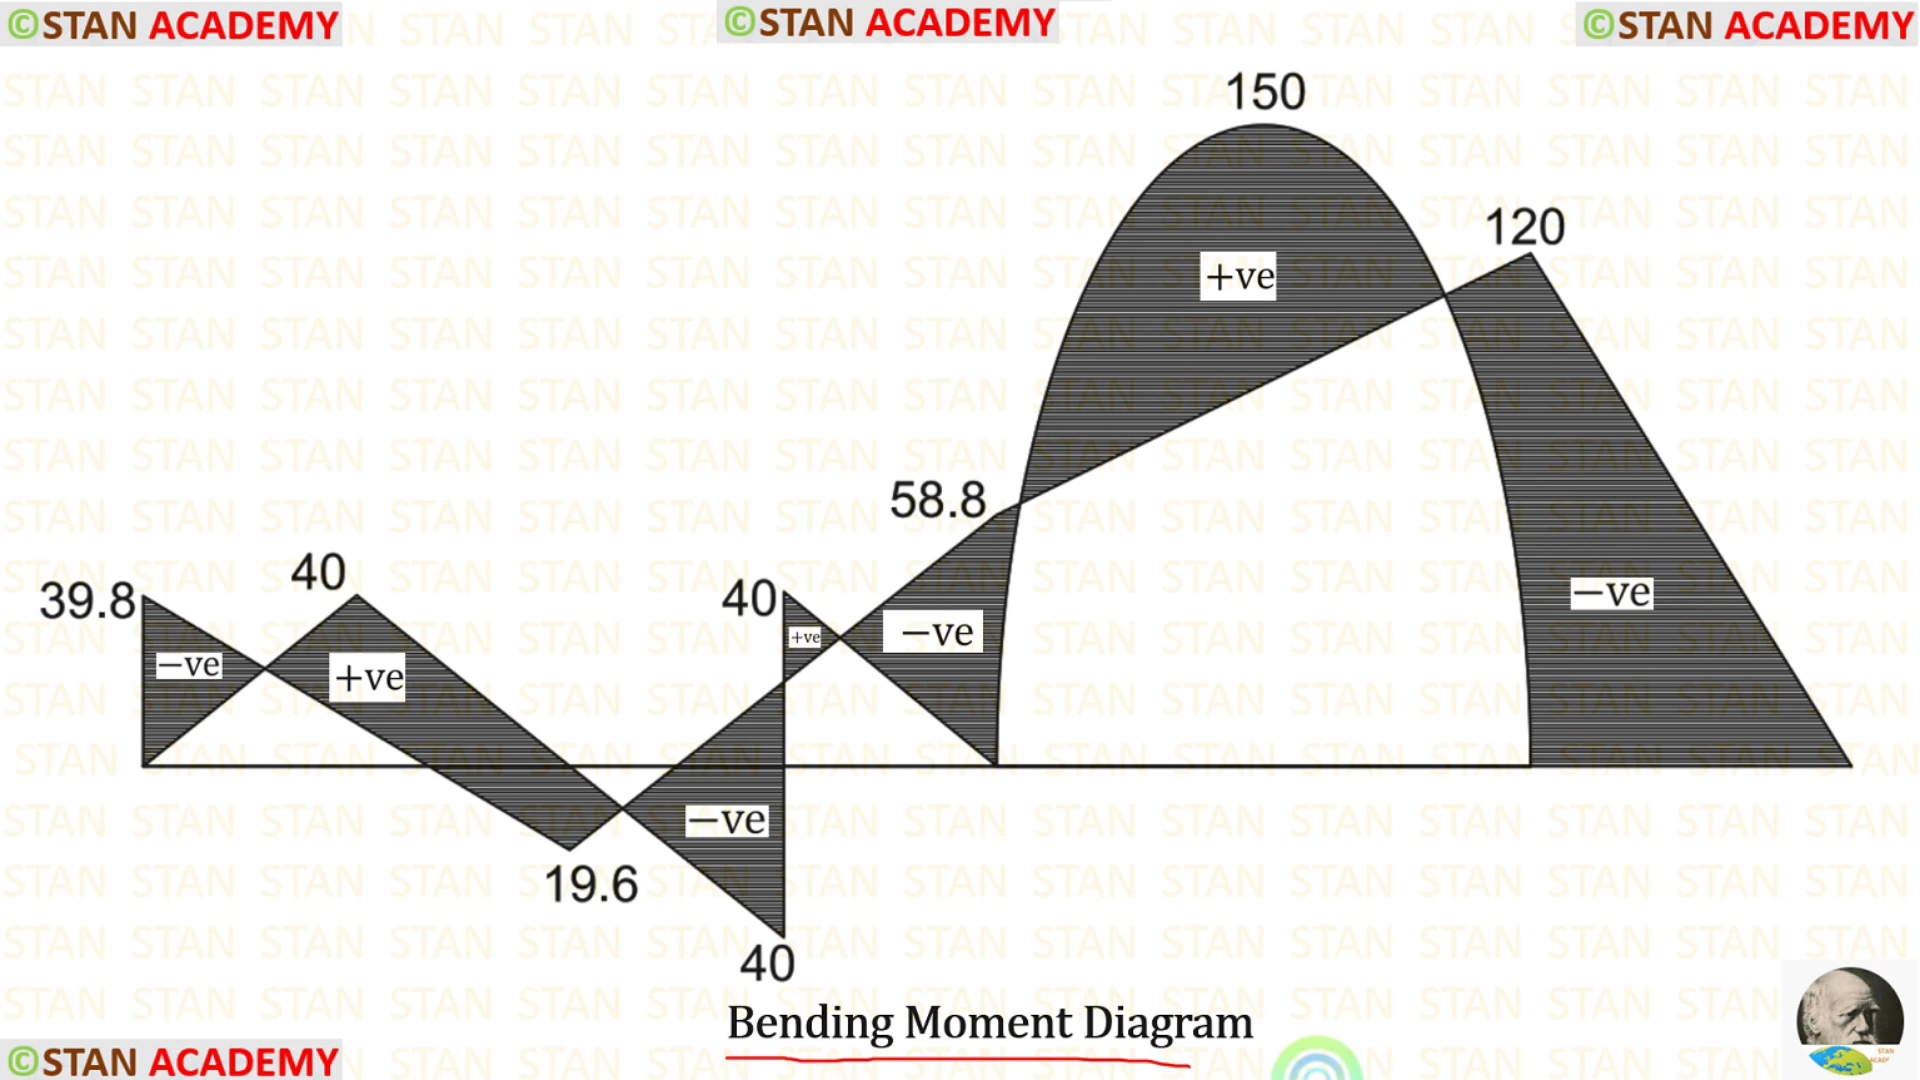 ©STAN ACADEMY
©STAN ACADEMY
©STAN ACADEMY
150
120
+ve
58.8
40
39.8
40
+ve
−ve
−ve
+ve
−ve
−ve
19.6
40
Bending Moment Diagram
©STAN ACADEMY